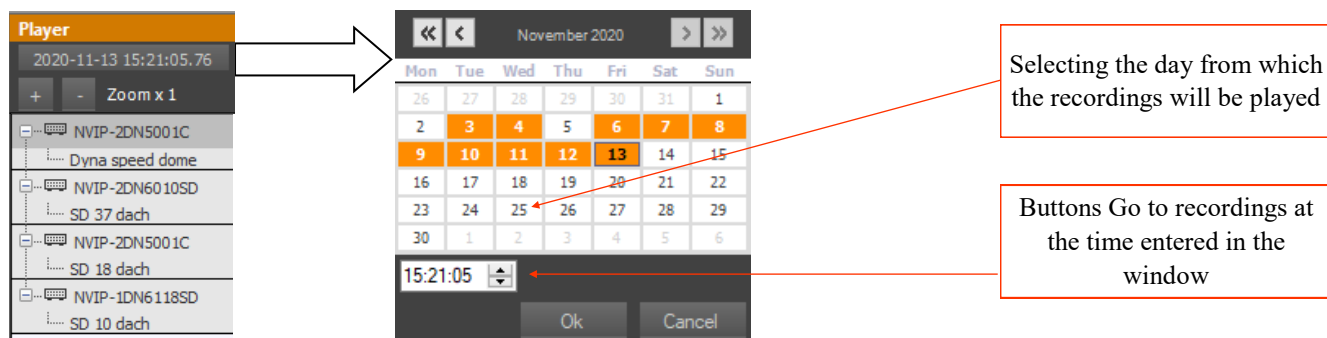 Player
2020-11-13 15:21:05.76
+ - Zoom x 1
NVIP-2DN5001C
Dyna speed dome
NVIP-2DN6010SD
SD 37 dach
NVIP-2DN5001C
SD 18 dach
NVIP-1DN6118SD
SD 10 dach
« < November 2020 > »
Mon Tue Wed Thu Fri Sat Sun
26 27 28 29 30 31 1
2 3 4 5 6 7 8
9 10 11 12 13 14 15
16 17 18 19 20 21 22
23 24 25 26 27 28 29
30 1 2 3 4 5 6
15:21:05
Ok Cancel
Selecting the day from which
the recordings will be played
Buttons Go to recordings at
the time entered in the
window